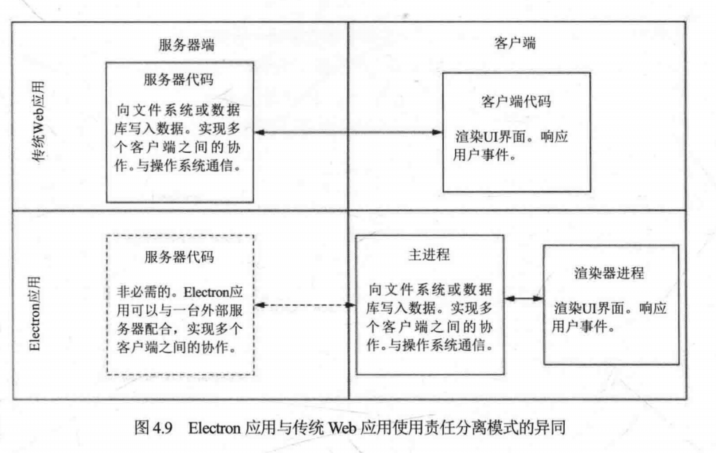 服务器端
客户端
传统Web应用
服务器代码
向文件系统或数据
库写入数据。实现多
个客户端之间的协
作。与操作系统通信。
客户端代码
渲染UI界面。响应
用户事件。
Electron应用
服务器代码
非必需的。Electron应
用可以与一台外部服
务器配合，实现多个
客户端之间的协作。
主进程
向文件系统或数据
库写入数据。实现多
个客户端之间的协
作。与操作系统通信。
渲染器进程
渲染UI界面。响应
用户事件。
图 4.9 Electron 应用与传统 Web 应用使用责任分离模式的异同